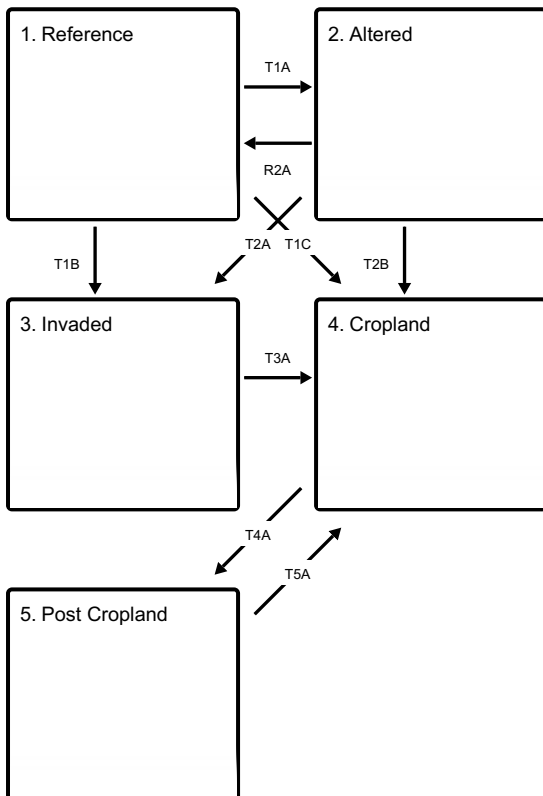 1. Reference
2. Altered
T1A
R2A
T1B
T2A
T1C
T2B
3. Invaded
4. Cropland
T3A
T4A
T5A
5. Post Cropland